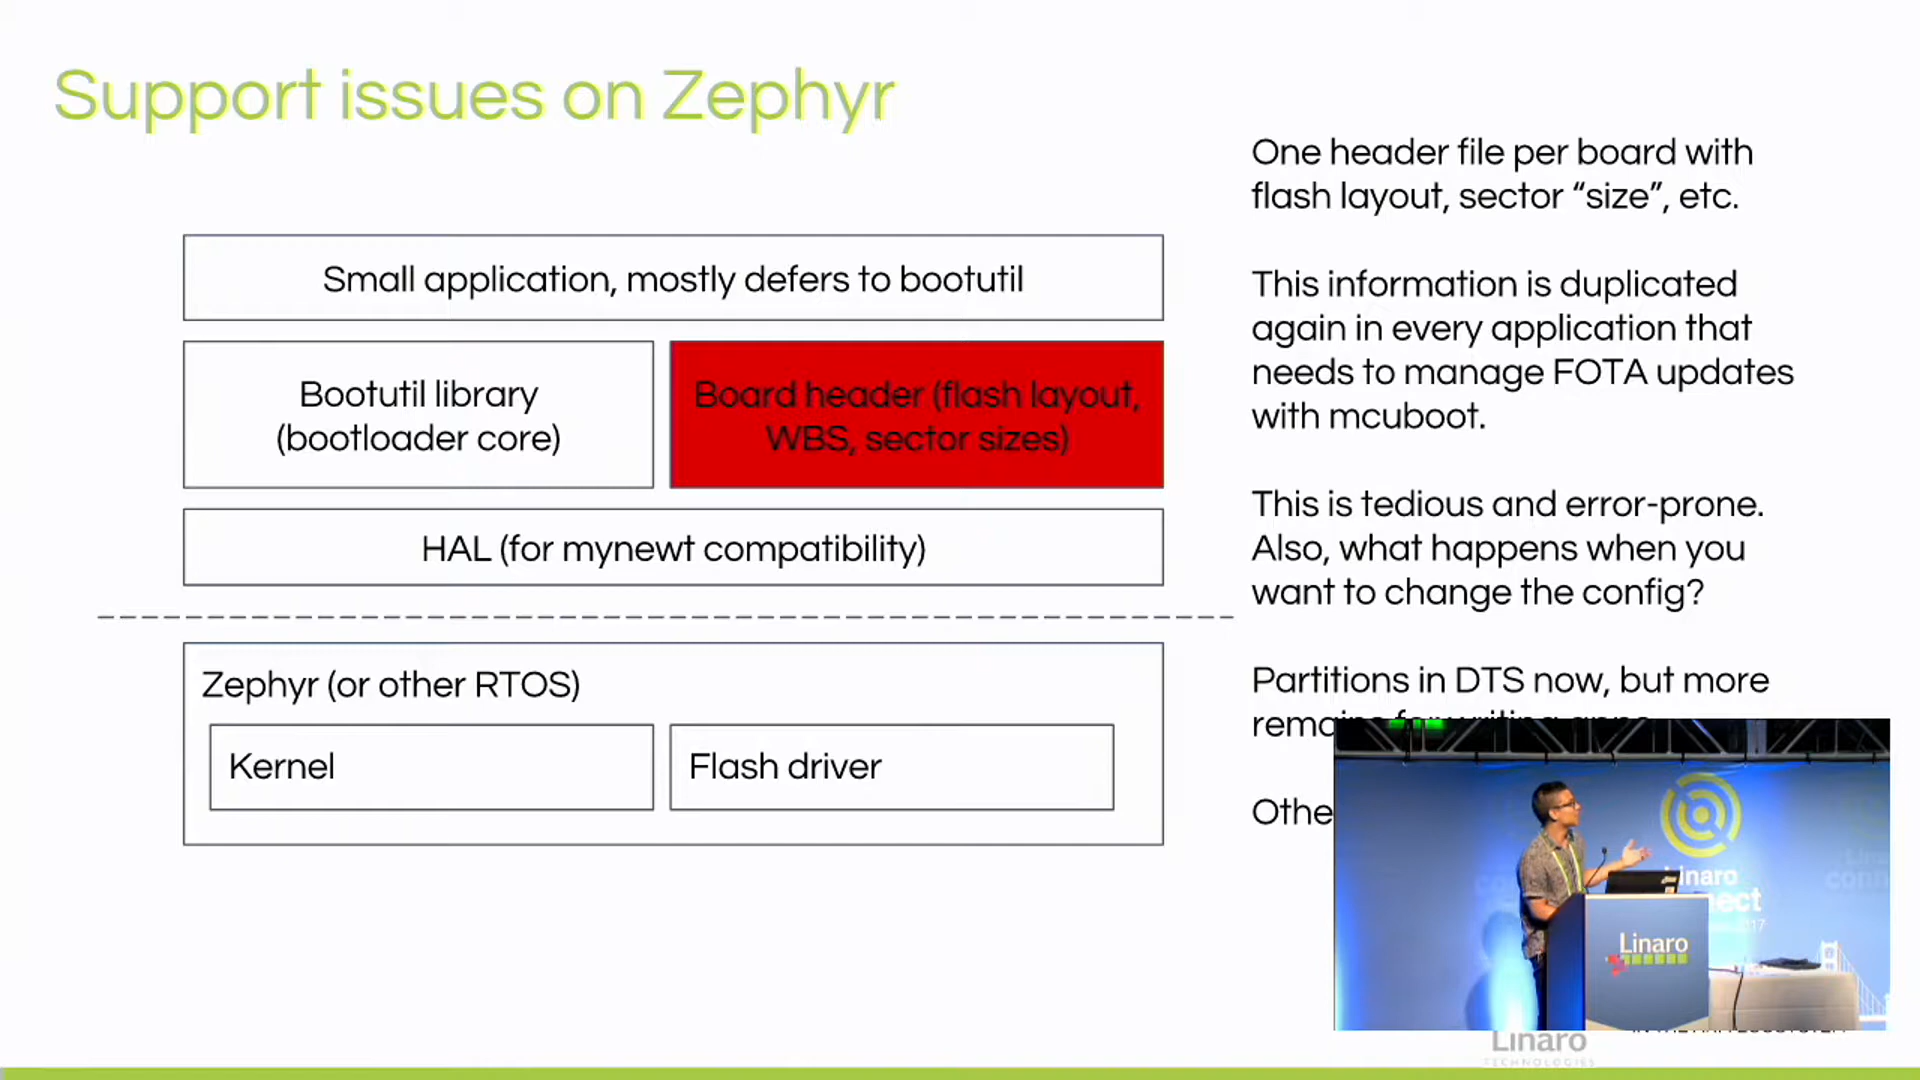 Support issues on Zephyr
One header file per board with
flash layout, sector “size”, etc.
This information is duplicated
again in every application that
needs to manage FOTA updates
with mcuboot.
This is tedious and error-prone.
Also, what happens when you
want to change the config?
Partitions in DTS now, but more
Small application, mostly defers to bootutil
Bootutil library
(bootloader core)
Board header (flash layout,
WBS, sector sizes)
HAL (for mynewt compatibility)
Zephyr (or other RTOS)
Kernel
Flash driver
Linaro
Linaro
TECHNOLOGIES